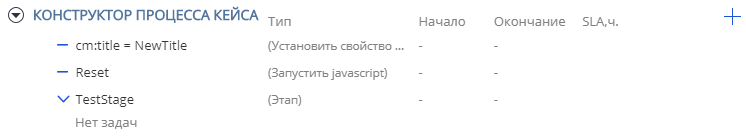 КОНСТРУКТОР ПРОЦЕССА КЕЙСА Тип Начало Окончание SLA,ч.
cm:title = NewTitle (Установить свойство ... - -
Reset (Запустить javascript) - -
TestStage (Этап) - -
Нет задач